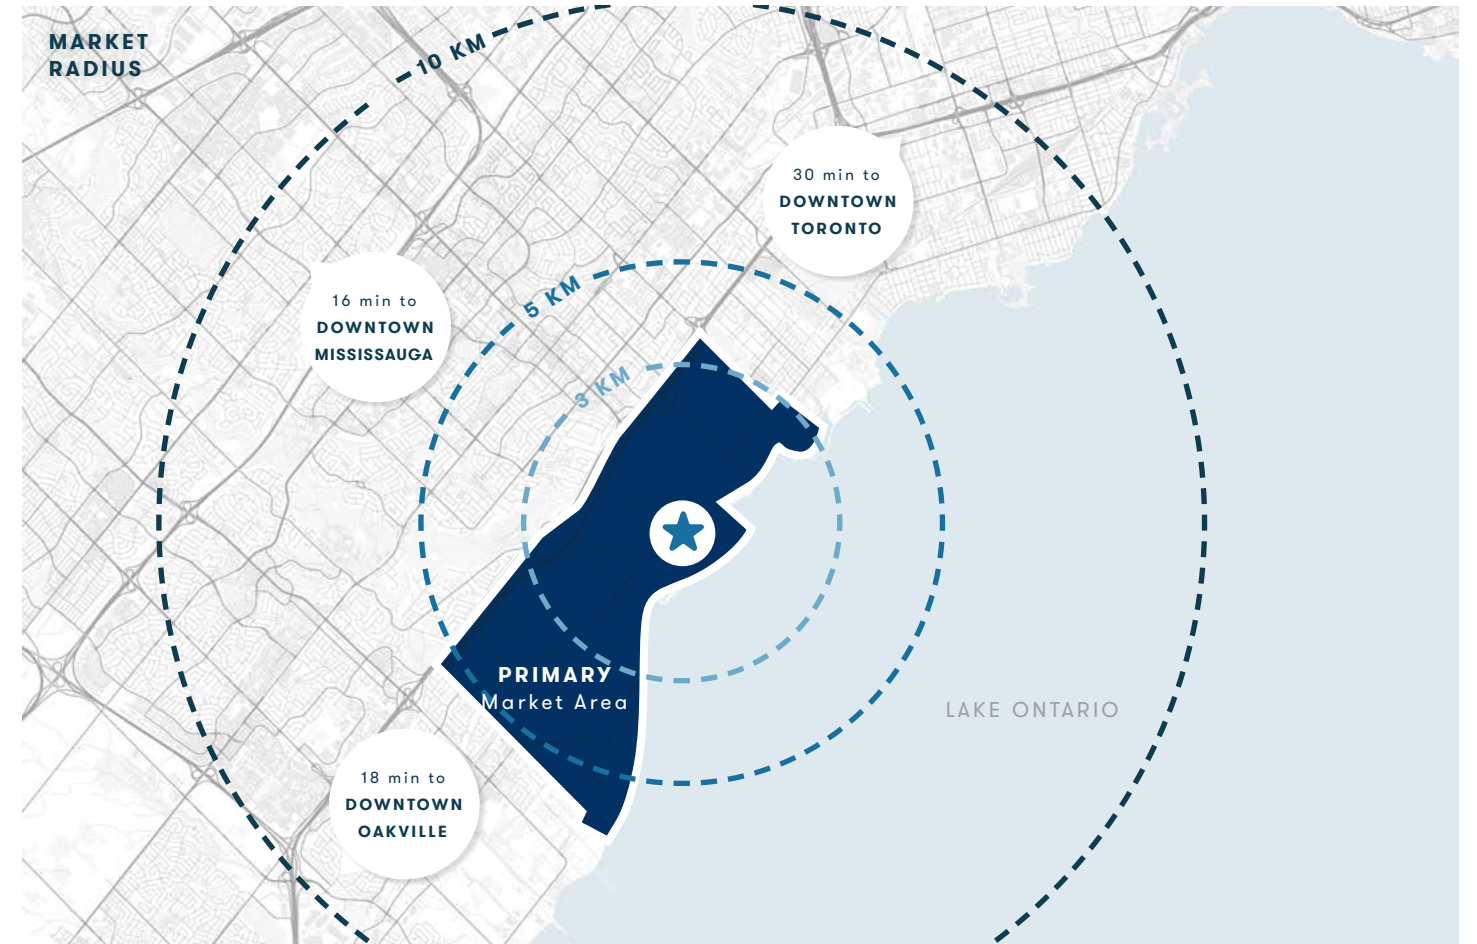 MARKET
RADIUS
10 KM
30 min to
DOWNTOWN
TORONTO
5 KM
16 min to
DOWNTOWN
MISSISSAUGA
3 KM
PRIMARY
Market Area
LAKE ONTARIO
18 min to
DOWNTOWN
OAKVILLE